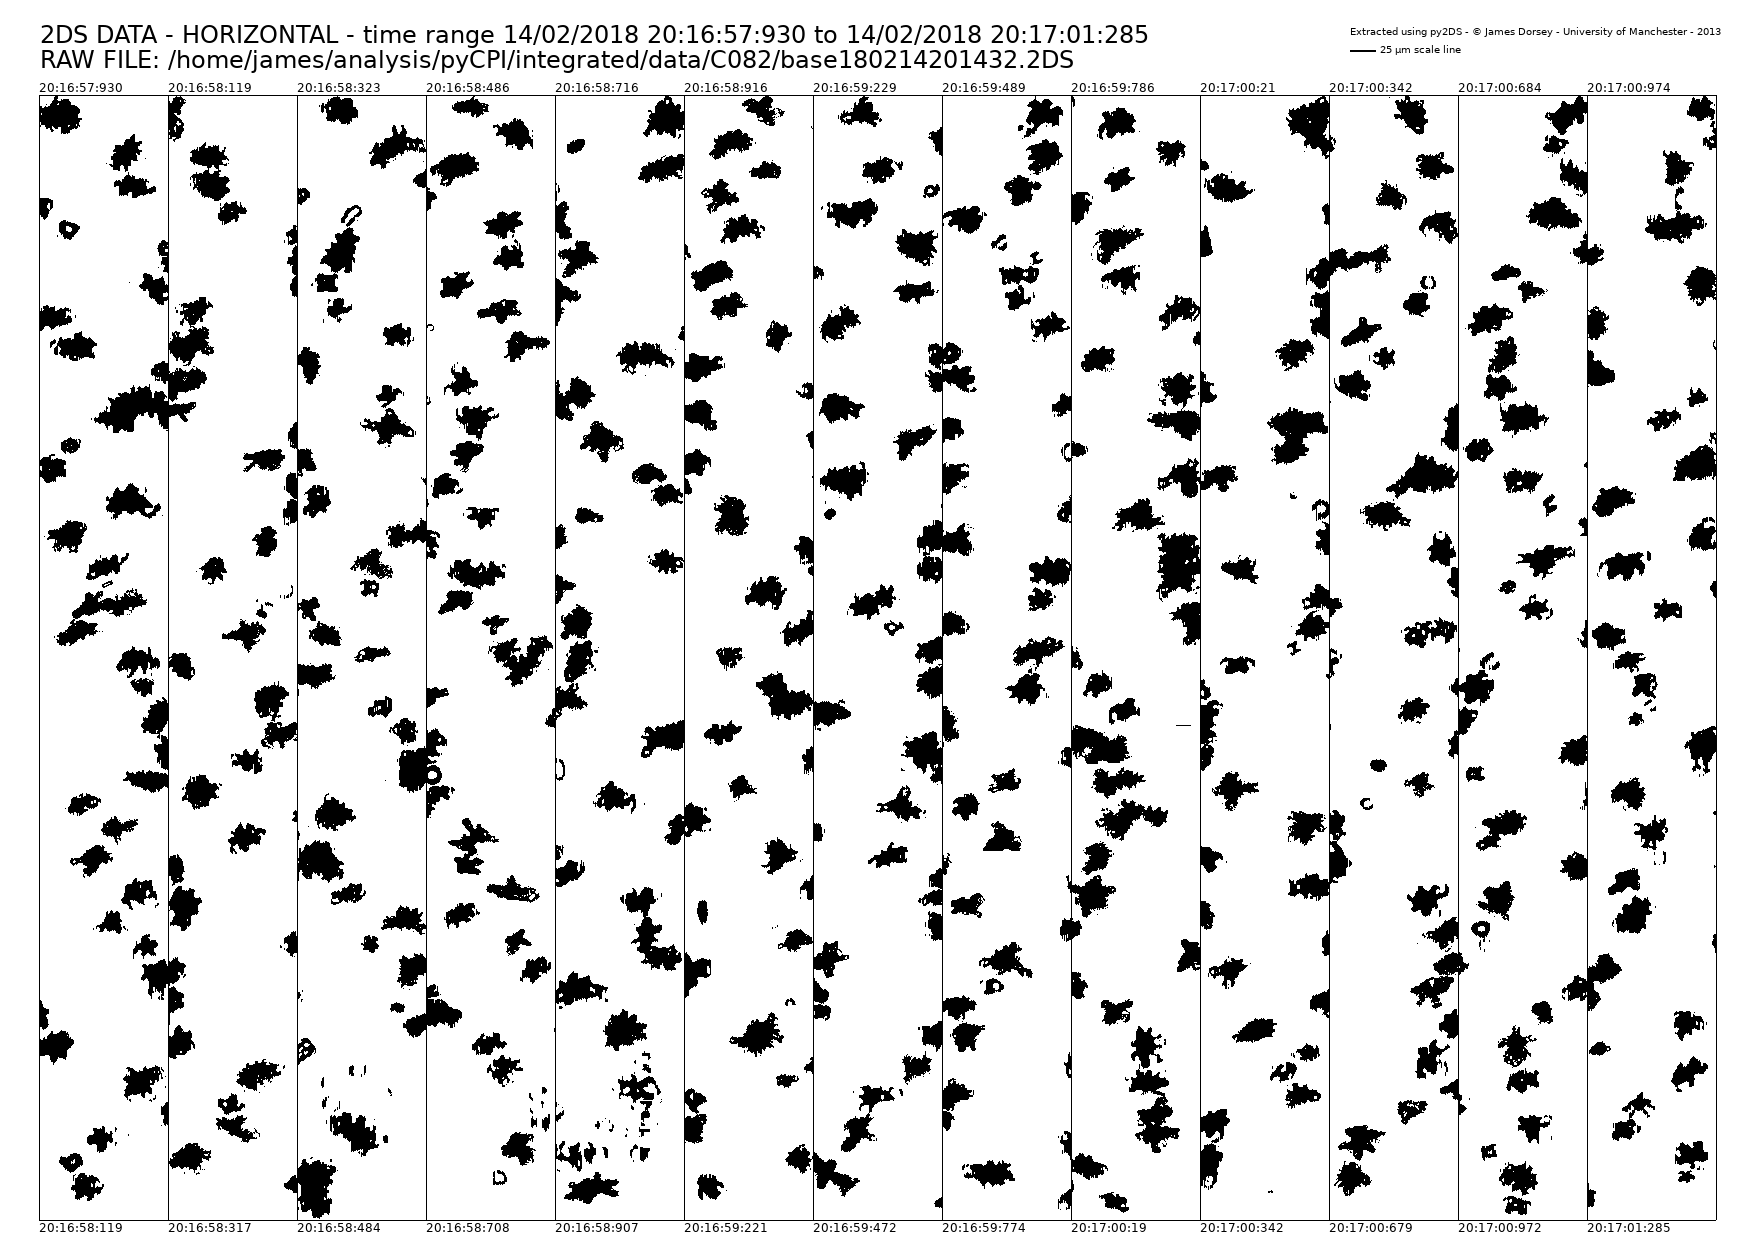 2DS DATA - HORIZONTAL - time range 14/02/2018 20:16:57:930 to 14/02/2018 20:17:01:285
RAW FILE: /home/james/analysis/pyCPI/integrated/data/C082/base180214201432.2DS
Extracted using py2DS - © James Dorsey - University of Manchester - 2013
25 µm scale line
20:16:57:930 20:16:58:119 20:16:58:323 20:16:58:486 20:16:58:716 20:16:58:916 20:16:59:229 20:16:59:489 20:16:59:786 20:17:00:21 20:17:00:342 20:17:00:684 20:17:00:974
20:16:58:119 20:16:58:317 20:16:58:484 20:16:58:708 20:16:58:907 20:16:59:221 20:16:59:472 20:16:59:774 20:17:00:19 20:17:00:342 20:17:00:679 20:17:00:972 20:17:01:285